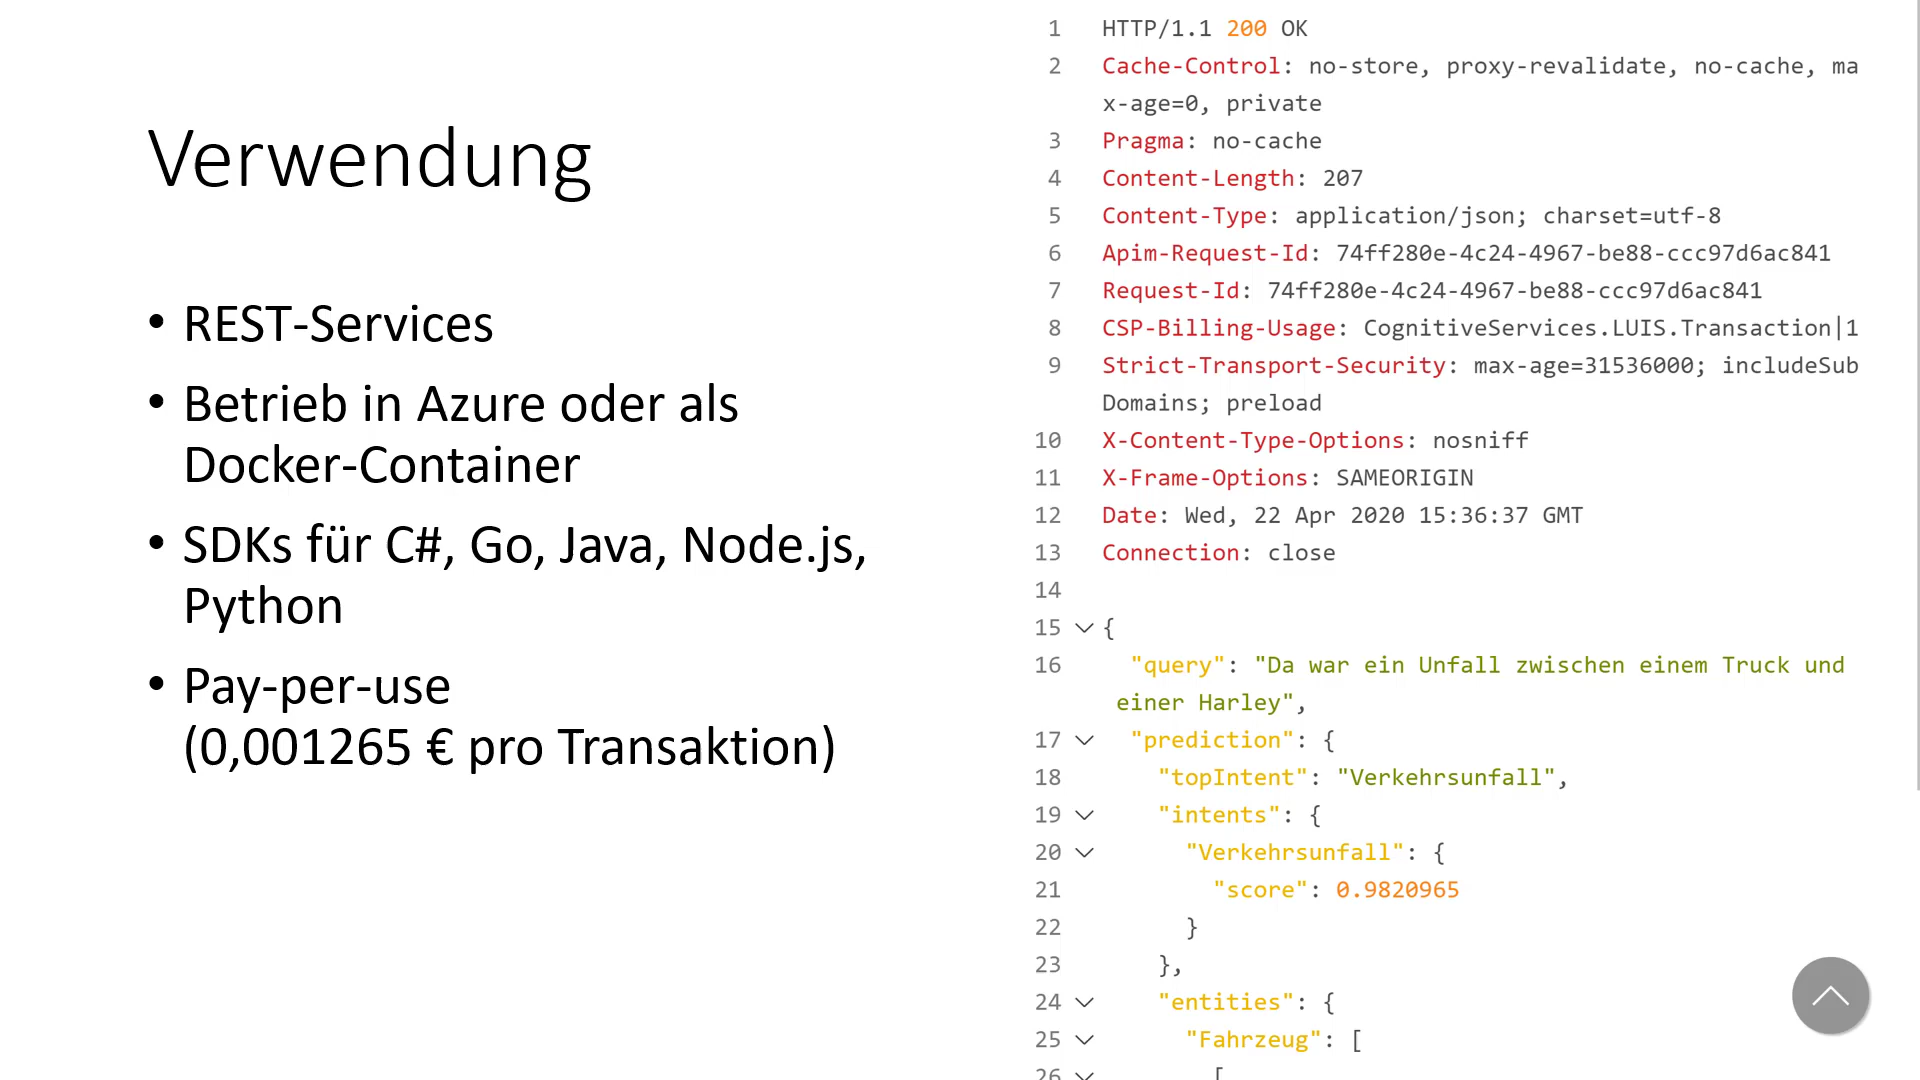 Verwendung
• REST-Services
• Betrieb in Azure oder als
Docker-Container
• SDKs für C#, Go, Java, Node.js,
Python
• Pay-per-use
(0,001265 € pro Transaktion)
1 HTTP/1.1 200 OK
2 Cache-Control: no-store, proxy-revalidate, no-cache, ma
x-age=0, private
3 Pragma: no-cache
4 Content-Length: 207
5 Content-Type: application/json; charset=utf-8
6 Apim-Request-Id: 74ff280e-4c24-4967-be88-ccc97d6ac841
7 Request-Id: 74ff280e-4c24-4967-be88-ccc97d6ac841
8 CSP-Billing-Usage: CognitiveServices.LUIS.Transaction|1
9 Strict-Transport-Security: max-age=31536000; includeSub
Domains; preload
10 X-Content-Type-Options: nosniff
11 X-Frame-Options: SAMEORIGIN
12 Date: Wed, 22 Apr 2020 15:36:37 GMT
13 Connection: close
14
15 {
16 "query": "Da war ein Unfall zwischen einem Truck und
einer Harley",
17 "prediction": {
18 "topIntent": "Verkehrsunfall",
19 "intents": {
20 "Verkehrsunfall": {
21 "score": 0.9820965
22 }
23 },
24 "entities": {
25 "Fahrzeug": [
26 [